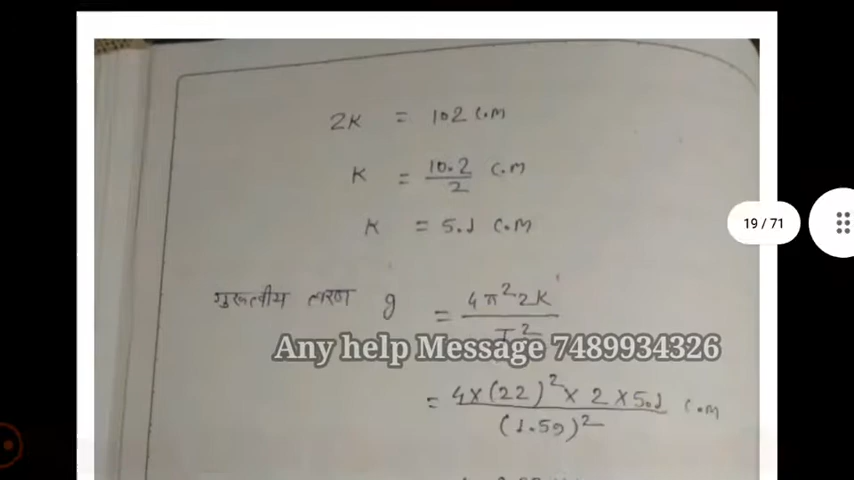 2K = 102 C.M
K = 10.2/2 C.M
19 / 71
K = 5.1 C.M
गुरुत्वीय त्वरण g = 4π²2K/T²
Any help Message 7489934326
= 4×(22)²× 2 ×5.1/(1.59)² C.M